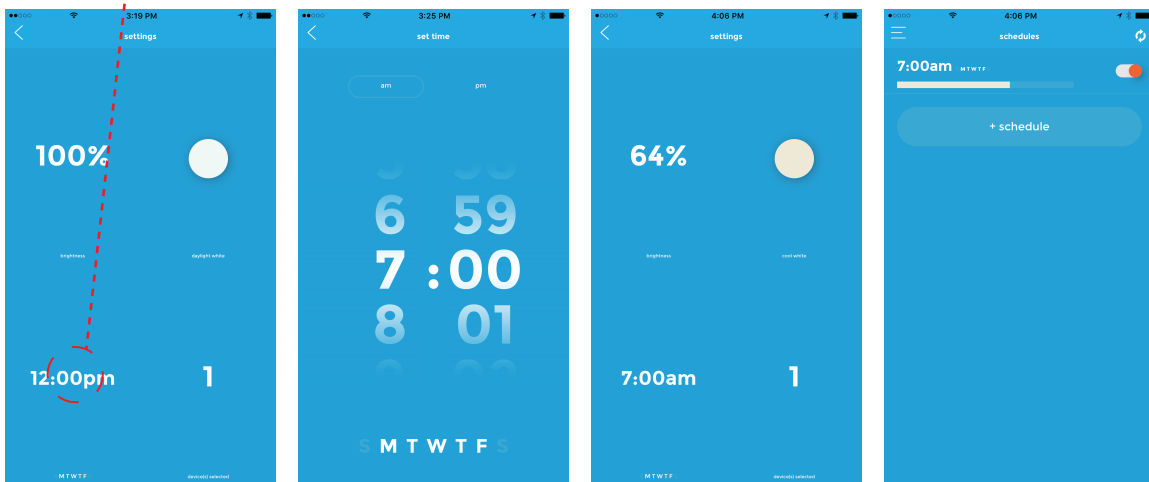 3:19 PM
settings
100%
brightness
daylight white
12:00pm
1
MTWTF
device(s) selected
3:25 PM
set time
am pm
6 59
7 :00
8 01
S M T W T F S
4:06 PM
settings
64%
brightness
cool white
7:00am
1
MTWTF
device(s) selected
4:06 PM
schedules
7:00am MTWTF
+ schedule